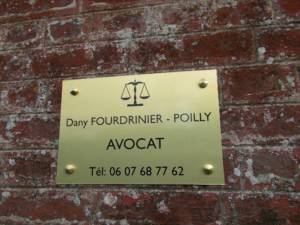 Dany FOURDRINIER - POILLY
AVOCAT
Tél: 06 07 68 77 62